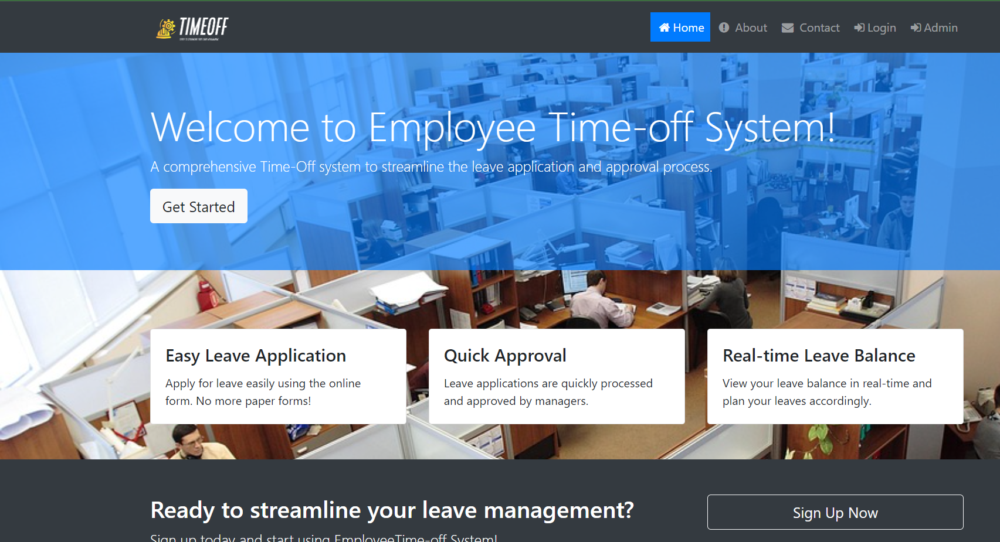 TIMEOFF
Home
About
Contact
Login
Admin
Welcome to Employee Time-off System!
A comprehensive Time-Off system to streamline the leave application and approval process.
Get Started
Easy Leave Application
Apply for leave easily using the online
form. No more paper forms!
Quick Approval
Leave applications are quickly processed
and approved by managers.
Real-time Leave Balance
View your leave balance in real-time and
plan your leaves accordingly.
Ready to streamline your leave management?
Sign Up Now
Sign up today and start using EmployeeTime-off System!